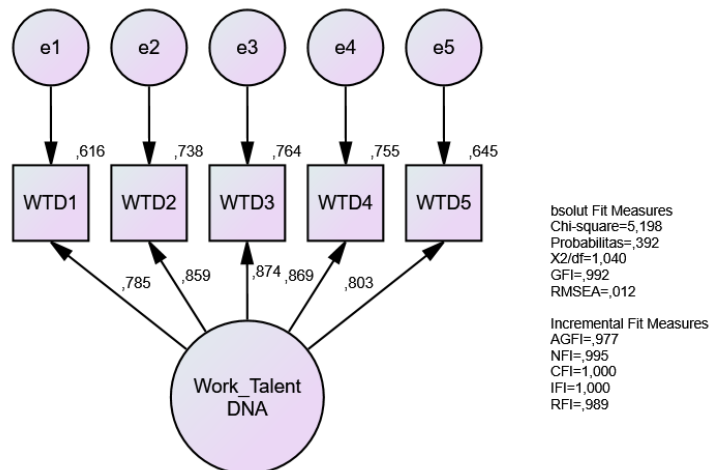 e1 e2 e3 e4 e5
,616 ,738 ,764 ,755 ,645
WTD1 WTD2 WTD3 WTD4 WTD5
,785 ,859 ,874 ,869 ,803
Work_Talent
DNA
bsolut Fit Measures
Chi-square=5,198
Probabilitas=,392
X2/df=1,040
GFI=,992
RMSEA=,012
Incremental Fit Measures
AGFI=,977
NFI=,995
CFI=1,000
IFI=1,000
RFI=,989